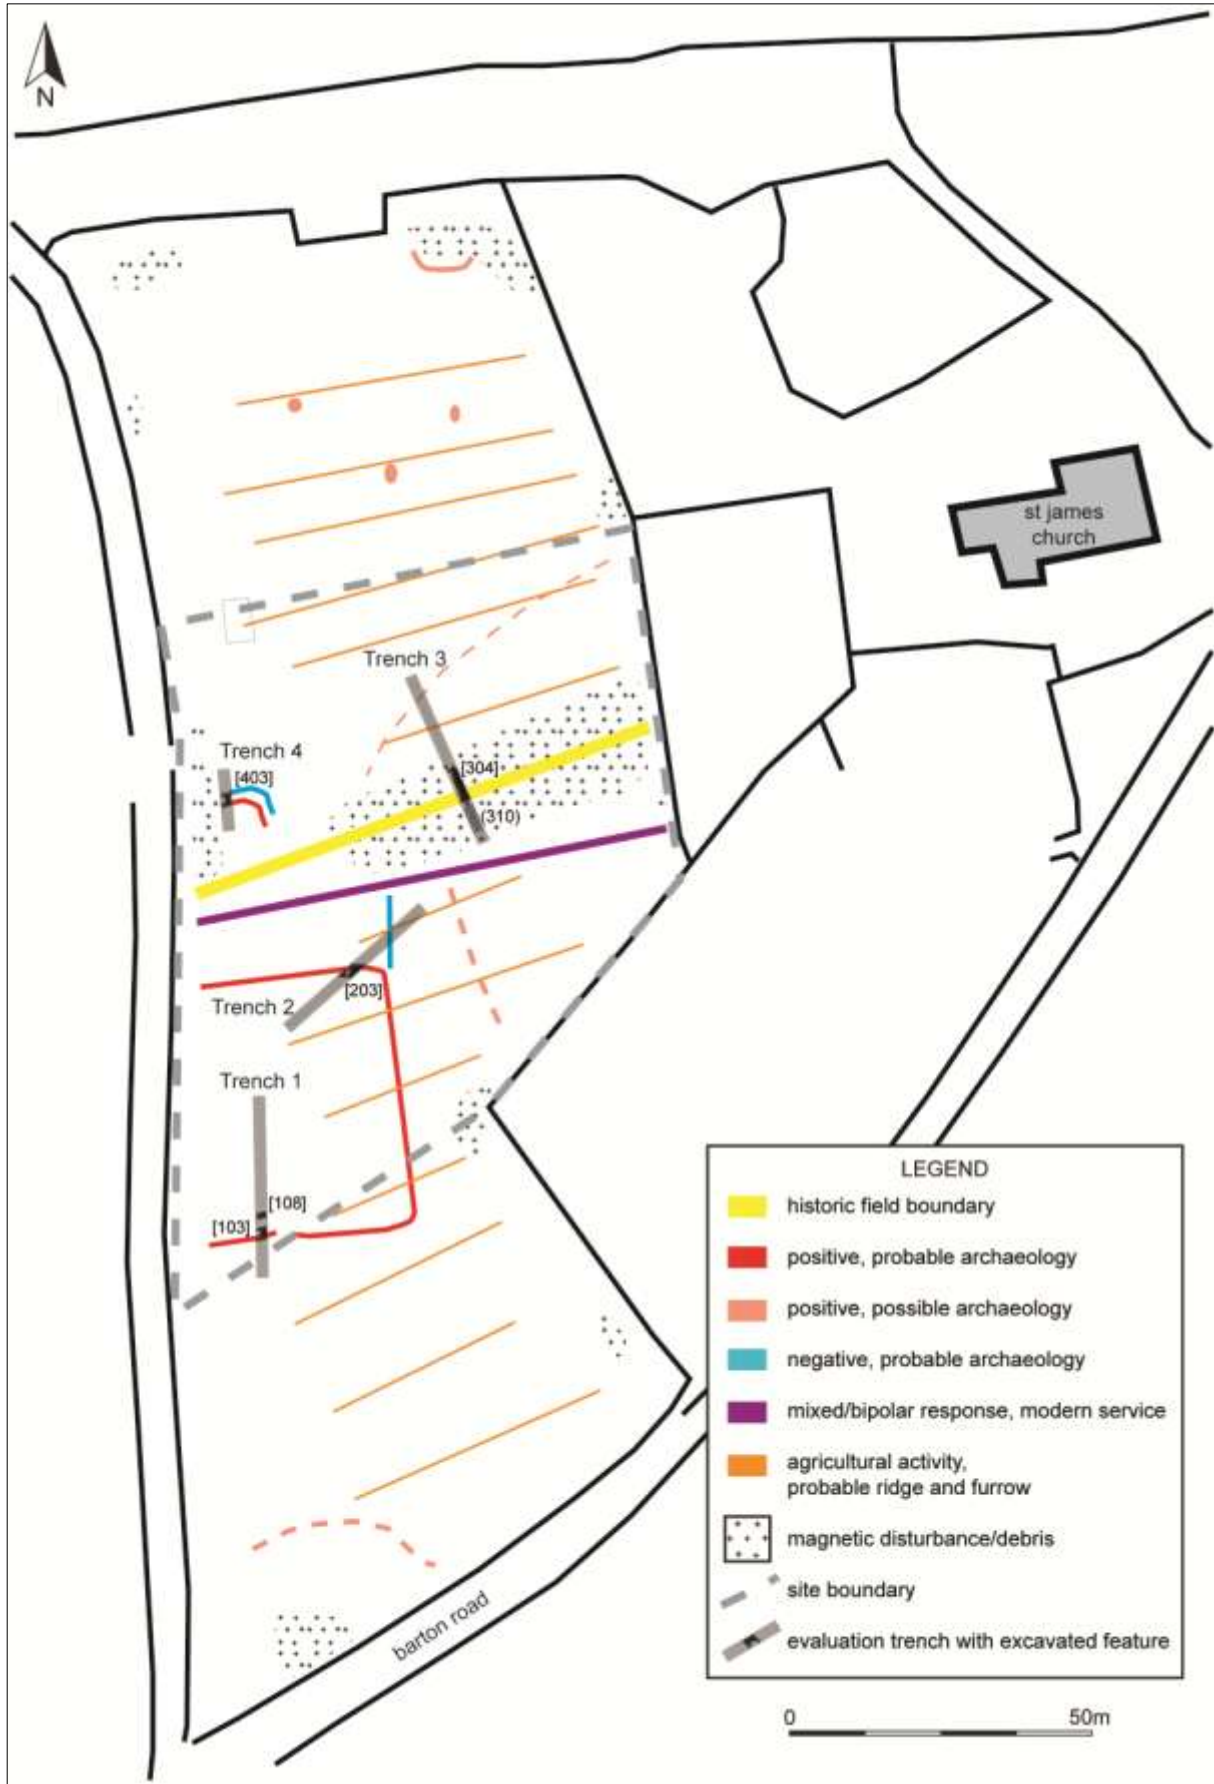 N
st james
church
Trench 3
Trench 4
[403]
[304]
(310)
[203]
Trench 2
Trench 1
[108]
[103]
barton road
LEGEND
historic field boundary
positive, probable archaeology
positive, possible archaeology
negative, probable archaeology
mixed/bipolar response, modern service
agricultural activity,
probable ridge and furrow
magnetic disturbance/debris
site boundary
evaluation trench with excavated feature
0 50m